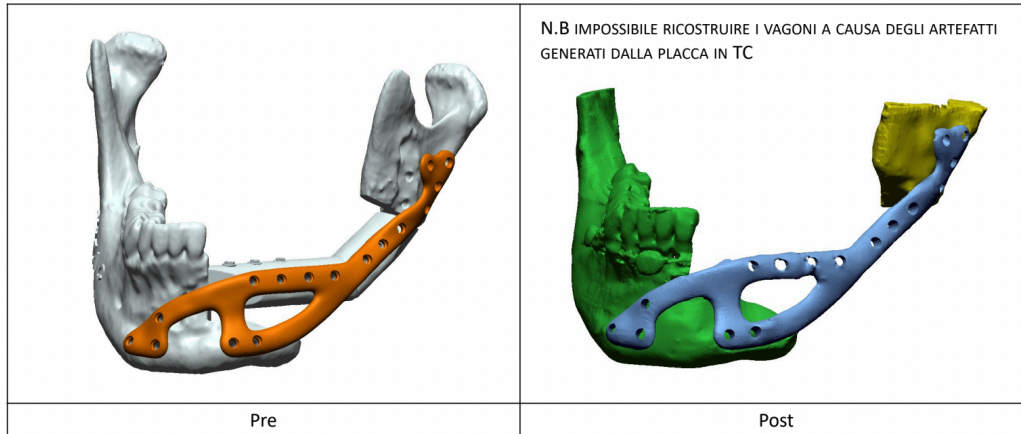 N.B IMPOSSIBILE RICOSTRUIRE I VAGONI A CAUSA DEGLI ARTEFATTI
GENERATI DALLA PLACCA IN TC
Pre
Post